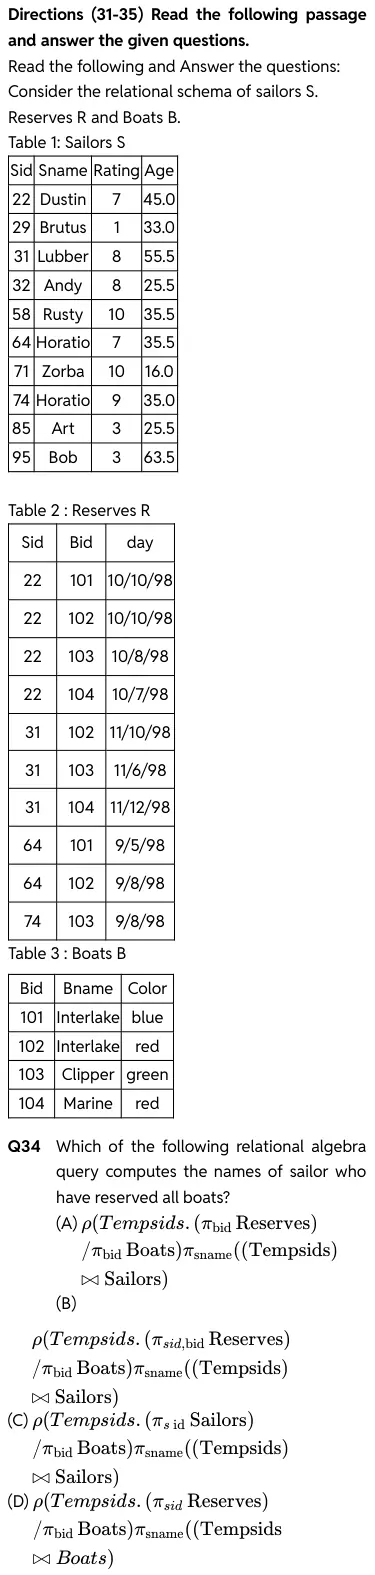 Directions (31-35) Read the following passage
and answer the given questions.
Read the following and Answer the questions:
Consider the relational schema of sailors S.
Reserves R and Boats B.
Table 1: Sailors S
Sid Sname Rating Age
22 Dustin 7 45.0
29 Brutus 1 33.0
31 Lubber 8 55.5
32 Andy 8 25.5
58 Rusty 10 35.5
64 Horatio 7 35.5
71 Zorba 10 16.0
74 Horatio 9 35.0
85 Art 3 25.5
95 Bob 3 63.5
Table 2 : Reserves R
Sid Bid day
22 101 10/10/98
22 102 10/10/98
22 103 10/8/98
22 104 10/7/98
31 102 11/10/98
31 103 11/6/98
31 104 11/12/98
64 101 9/5/98
64 102 9/8/98
74 103 9/8/98
Table 3 : Boats B
Bid Bname Color
101 Interlake blue
102 Interlake red
103 Clipper green
104 Marine red
Q34 Which of the following relational algebra
query computes the names of sailor who
have reserved all boats?
(A) ρ(Tempsids. (π_bid Reserves)
/π_bid Boats)π_sname((Tempsids)
⋈ Sailors)
(B)
ρ(Tempsids. (π_sid,bid Reserves)
/π_bid Boats)π_sname((Tempsids)
⋈ Sailors)
(C) ρ(Tempsids. (π_s id Sailors)
/π_bid Boats)π_sname((Tempsids)
⋈ Sailors)
(D) ρ(Tempsids. (π_sid Reserves)
/π_bid Boats)π_sname((Tempsids
⋈ Boats)